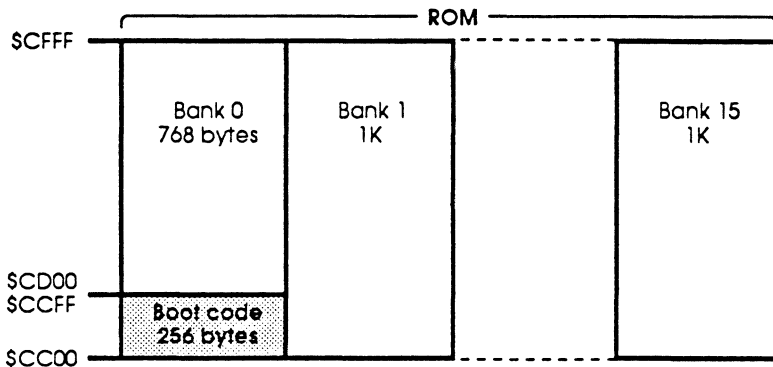 ROM
$CFFF
Bank 0
768 bytes
Bank 1
1K
Bank 15
1K
$CD00
$CCFF
Boot code
256 bytes
$CC00